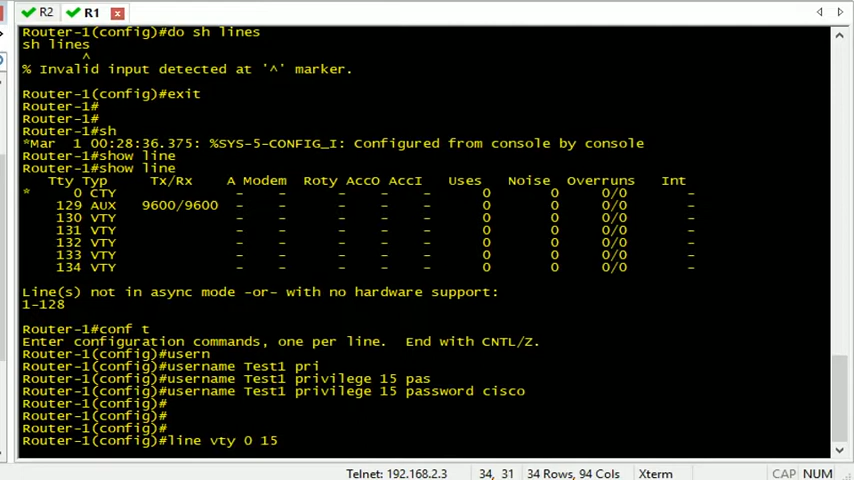 R2 R1
Router-1(config)#do sh lines
sh lines
^
% Invalid input detected at '^' marker.
Router-1(config)#exit
Router-1#
Router-1#
Router-1#sh
*Mar  1 00:28:36.375: %SYS-5-CONFIG_I: Configured from console by console
Router-1#show line
Router-1#show line
Tty Typ Tx/Rx A Modem Roty AccO AccI Uses Noise Overruns Int
* 0 CTY - - - - - 0 0 0/0 -
129 AUX 9600/9600 - - - - - 0 0 0/0 -
130 VTY - - - - - 0 0 0/0 -
131 VTY - - - - - 0 0 0/0 -
132 VTY - - - - - 0 0 0/0 -
133 VTY - - - - - 0 0 0/0 -
134 VTY - - - - - 0 0 0/0 -
Line(s) not in async mode -or- with no hardware support:
1-128
Router-1#conf t
Enter configuration commands, one per line.  End with CNTL/Z.
Router-1(config)#usern
Router-1(config)#username Test1 pri
Router-1(config)#username Test1 privilege 15 pas
Router-1(config)#username Test1 privilege 15 password cisco
Router-1(config)#
Router-1(config)#
Router-1(config)#
Router-1(config)#line vty 0 15
Telnet: 192.168.2.3 34, 31 34 Rows, 94 Cols Xterm CAP NUM